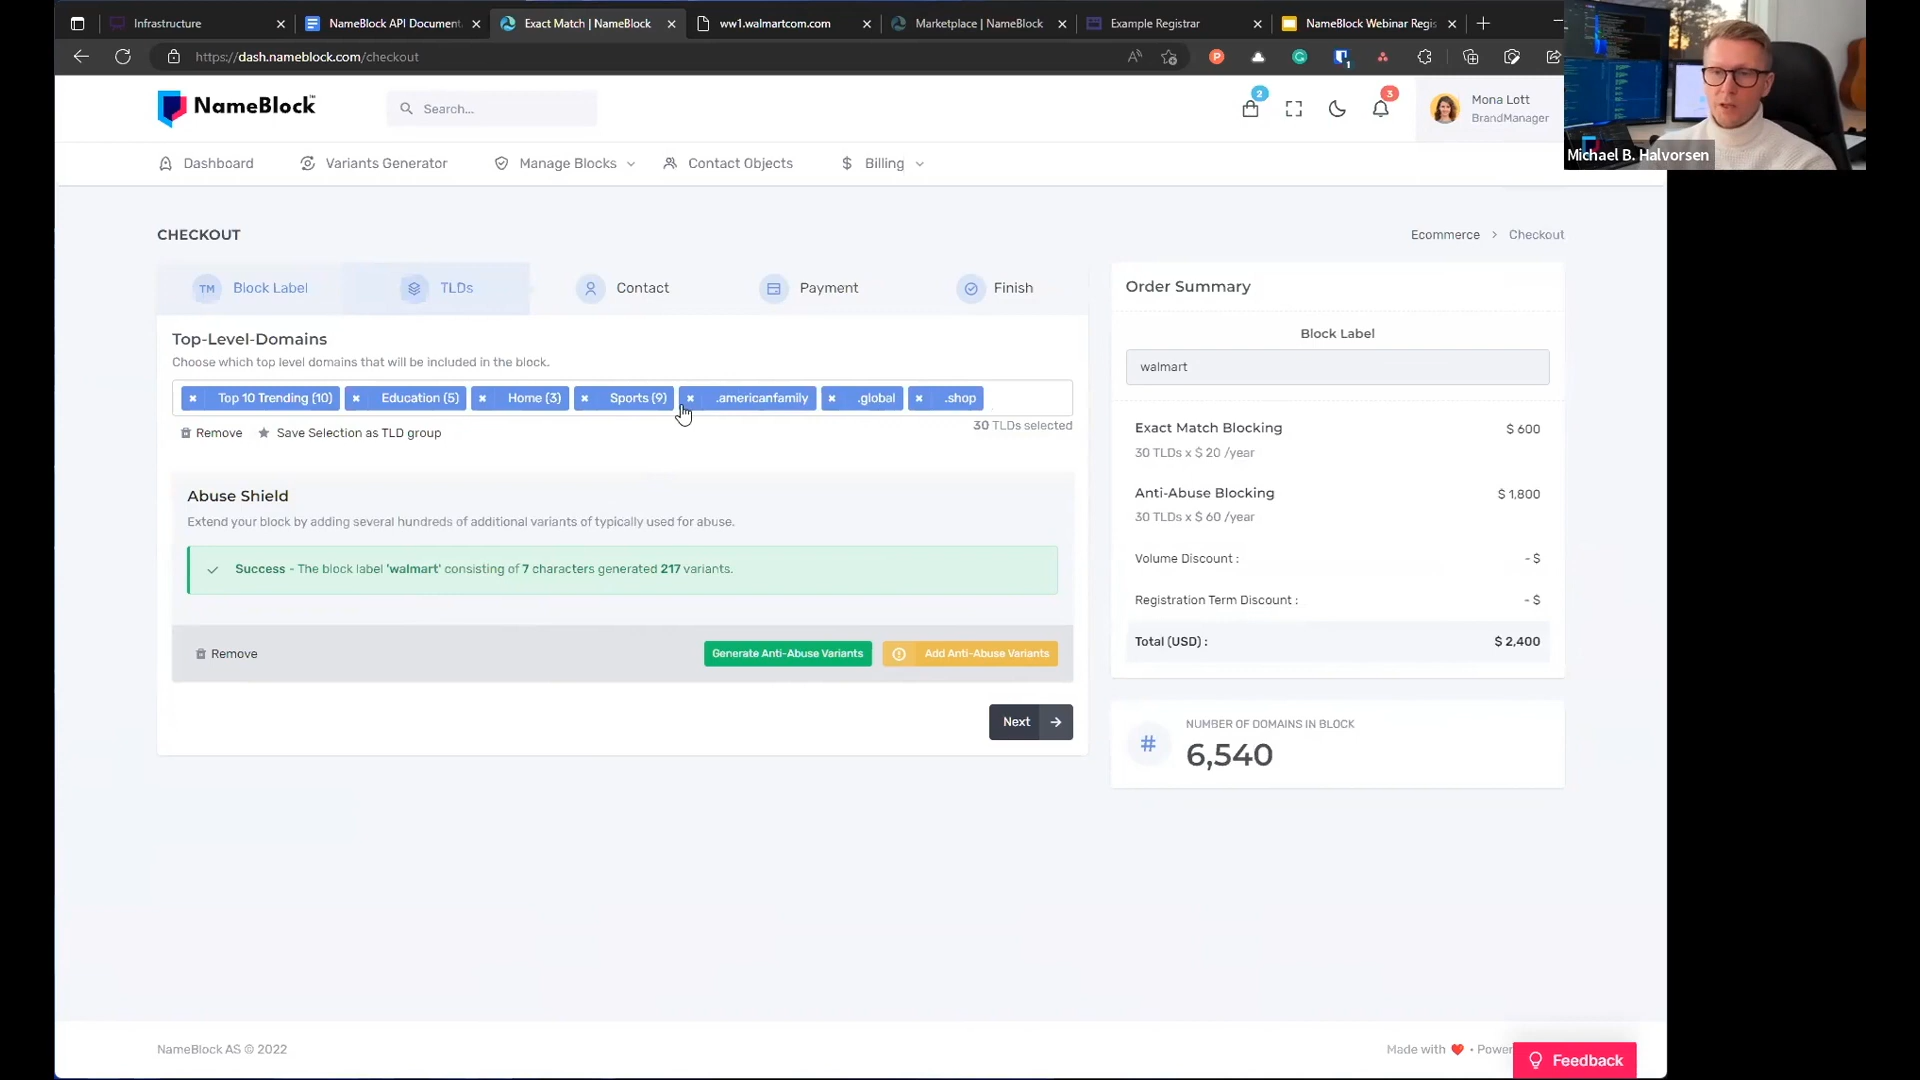 Infrastructure
NameBlock API Document
Exact Match | NameBlock
ww1.walmartcom.com
Marketplace | NameBlock
Example Registrar
NameBlock Webinar Regis
https://dash.nameblock.com/checkout
NameBlock
Search...
2
3
Mona Lott
BrandManager
Michael B. Halvorsen
Dashboard
Variants Generator
Manage Blocks
Contact Objects
$ Billing
CHECKOUT
Ecommerce > Checkout
TM Block Label
TLDs
Contact
Payment
Finish
Top-Level-Domains
Choose which top level domains that will be included in the block.
× Top 10 Trending (10) × Education (5) × Home (3) × Sports (9) × .americanfamily × .global × .shop
Remove Save Selection as TLD group
30 TLDs selected
Abuse Shield
Extend your block by adding several hundreds of additional variants of typically used for abuse.
Success - The block label 'walmart' consisting of 7 characters generated 217 variants.
Remove
Generate Anti-Abuse Variants
Add Anti-Abuse Variants
Next
Order Summary
Block Label
walmart
Exact Match Blocking $ 600
30 TLDs x $ 20 /year
Anti-Abuse Blocking $ 1,800
30 TLDs x $ 60 /year
Volume Discount : - $
Registration Term Discount : - $
Total (USD) : $ 2,400
NUMBER OF DOMAINS IN BLOCK
# 6,540
NameBlock AS © 2022
Made with ❤ • Power
Feedback